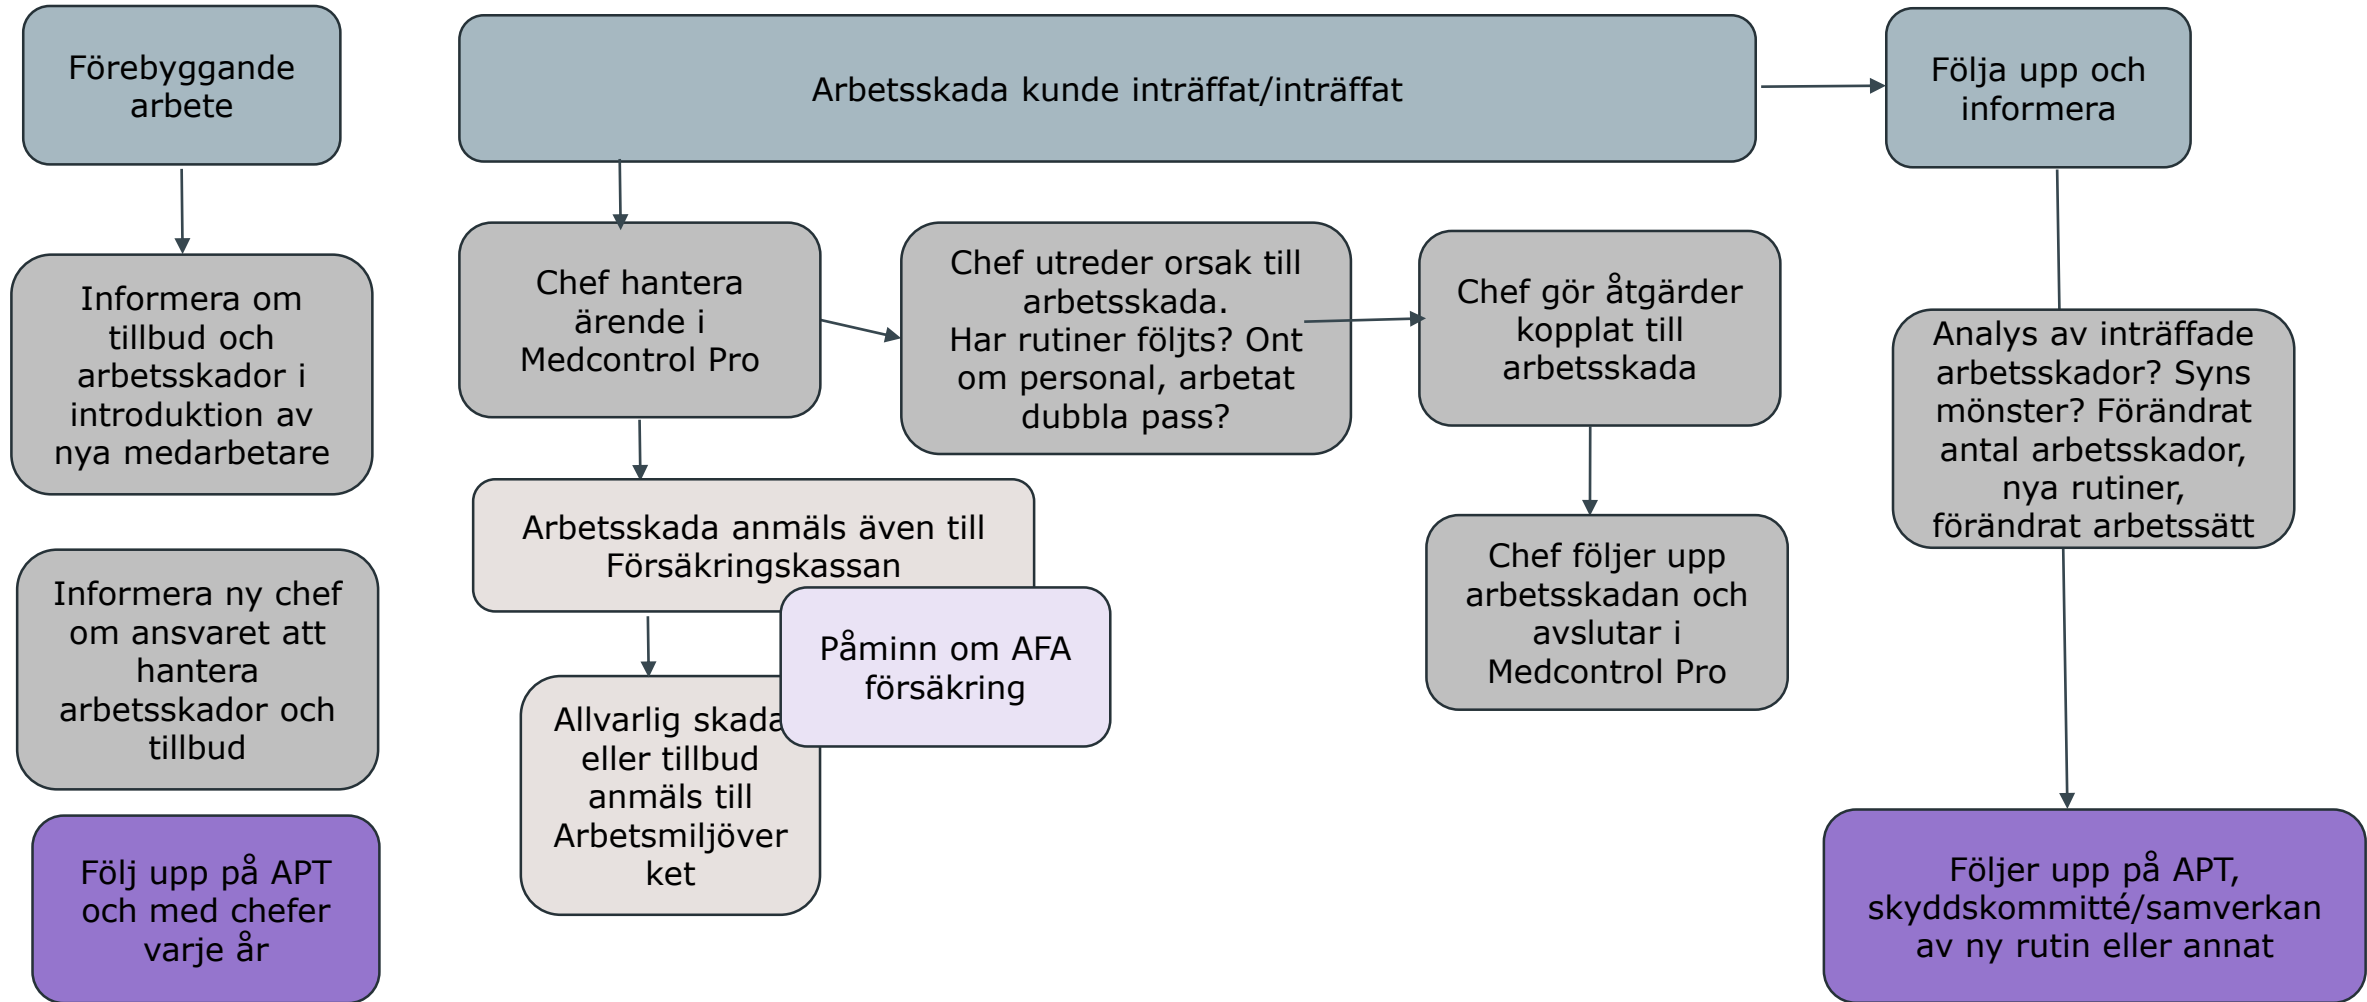 Förebyggande
arbete
Informera om
tillbud och
arbetsskador i
introduktion av
nya medarbetare
Informera ny chef
om ansvaret att
hantera
arbetsskador och
tillbud
Följ upp på APT
och med chefer
varje år
Arbetsskada kunde inträffat/inträffat
Chef hantera
ärende i
Medcontrol Pro
Chef utreder orsak till
arbetsskada.
Har rutiner följts? Ont
om personal, arbetat
dubbla pass?
Chef gör åtgärder
kopplat till
arbetsskada
Arbetsskada anmäls även till
Försäkringskassan
Påminn om AFA
försäkring
Allvarlig skada
eller tillbud
anmäls till
Arbetsmiljöver
ket
Chef följer upp
arbetsskadan och
avslutar i
Medcontrol Pro
Följa upp och
informera
Analys av inträffade
arbetsskador? Syns
mönster? Förändrat
antal arbetsskador,
nya rutiner,
förändrat arbetssätt
Följer upp på APT,
skyddskommitté/samverkan
av ny rutin eller annat